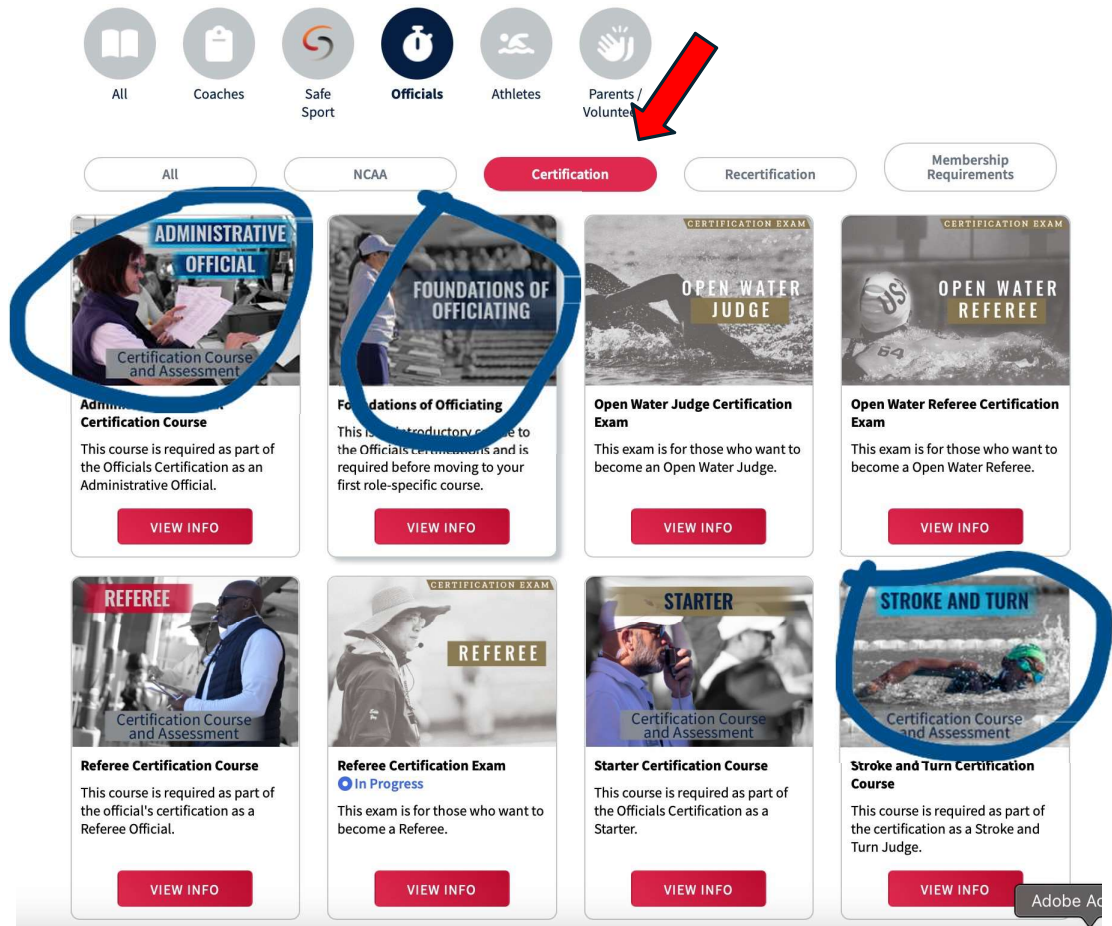 All
Coaches
Safe
Sport
Officials
Athletes
Parents /
All
NCAA
Certification
Recertification
Membership
Requirements
ADMINISTRATIVE
OFFICIAL
Certification Course
and Assessment
Certification Course
This course is required as part of
the Officials Certification as an
Administrative Official.
VIEW INFO
FOUNDATIONS OF
OFFICIATING
Foundations of Officiating
This is introductory to
the Officials certifications and is
required before moving to your
first role-specific course.
VIEW INFO
CERTIFICATION EXAM
OPEN WATER
JUDGE
Open Water Judge Certification
Exam
This exam is for those who want to
become an Open Water Judge.
VIEW INFO
CERTIFICATION EXAM
OPEN WATER
REFEREE
USA
64
Open Water Referee Certification
Exam
This exam is for those who want to
become a Open Water Referee.
VIEW INFO
REFEREE
Certification Course
and Assessment
Referee Certification Course
This course is required as part of
the official's certification as a
Referee Official.
VIEW INFO
CERTIFICATION EXAM
REFEREE
Referee Certification Exam
In Progress
This exam is for those who want to
become a Referee.
VIEW INFO
STARTER
Certification Course
and Assessment
Starter Certification Course
This course is required as part of
the Officials Certification as a
Starter.
VIEW INFO
STROKE AND TURN
Certification Course
and Assessment
Stroke and Turn Certification
Course
This course is required as part of
the certification as a Stroke and
Turn Judge.
VIEW INFO
Adobe Ac